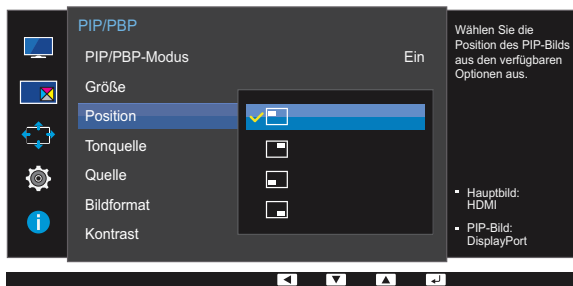 PIP/PBP
PIP/PBP-Modus Ein
Größe
Position
Tonquelle
Quelle
Bildformat
Kontrast
Wählen Sie die
Position des PIP-Bilds
aus den verfügbaren
Optionen aus.
Hauptbild:
HDMI
PIP-Bild:
DisplayPort